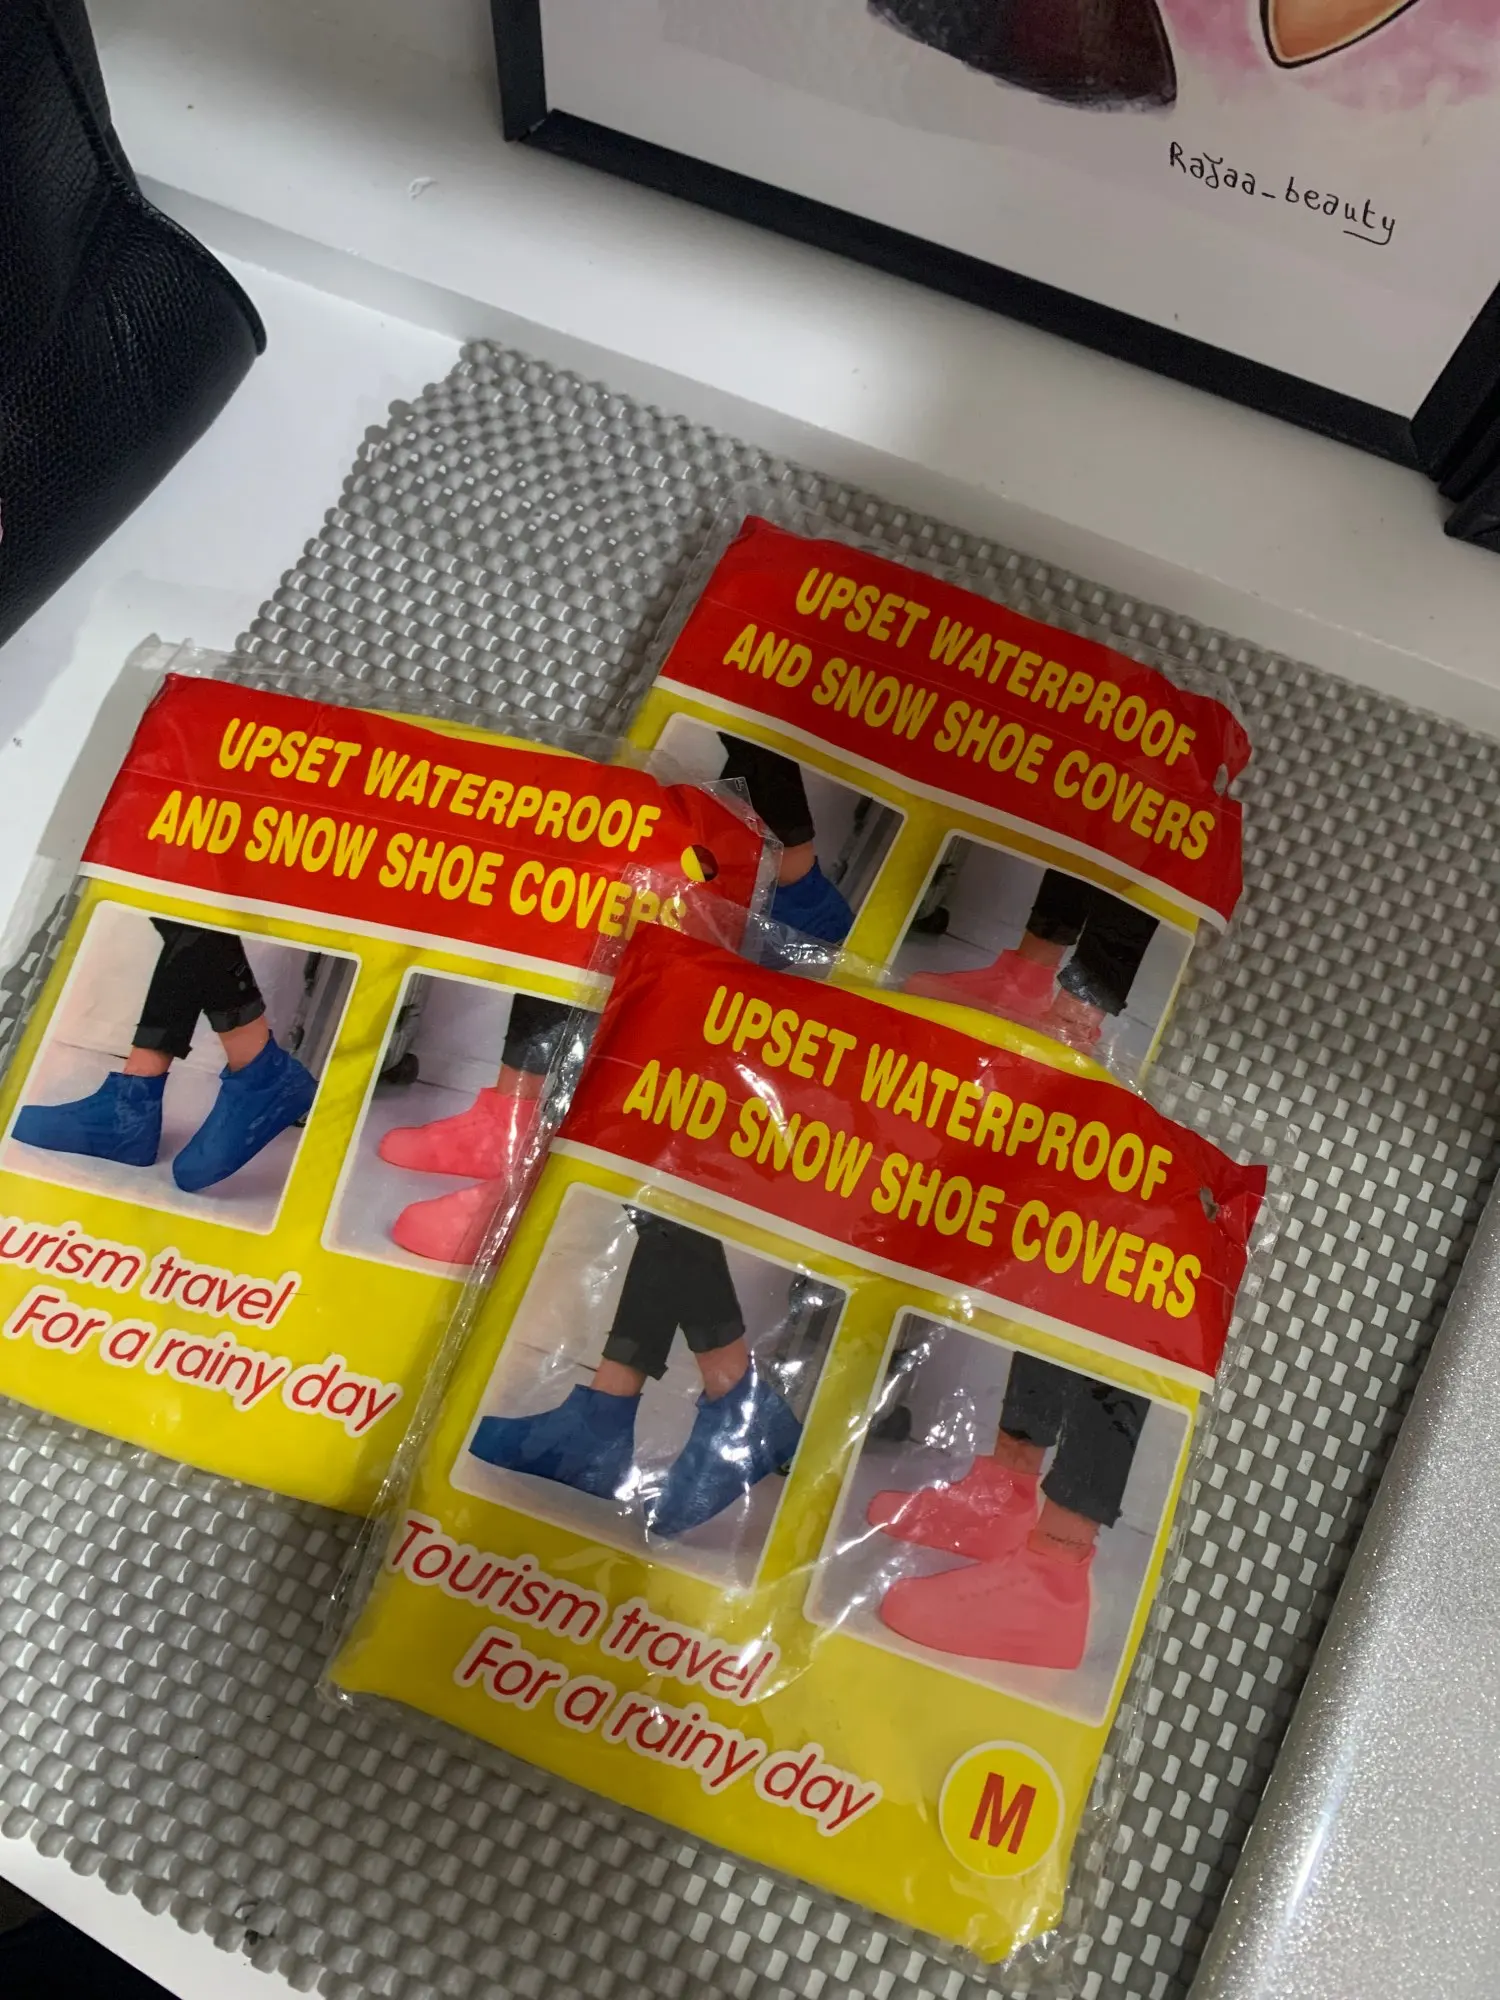 Rajaa_beauty
UPSET WATERPROOF
AND SNOW SHOE COVERS
UPSET WATERPROOF
AND SNOW SHOE COVERS
urism travel
For a rainy day
UPSET WATERPROOF
AND SNOW SHOE COVERS
Tourism travel
For a rainy day
M